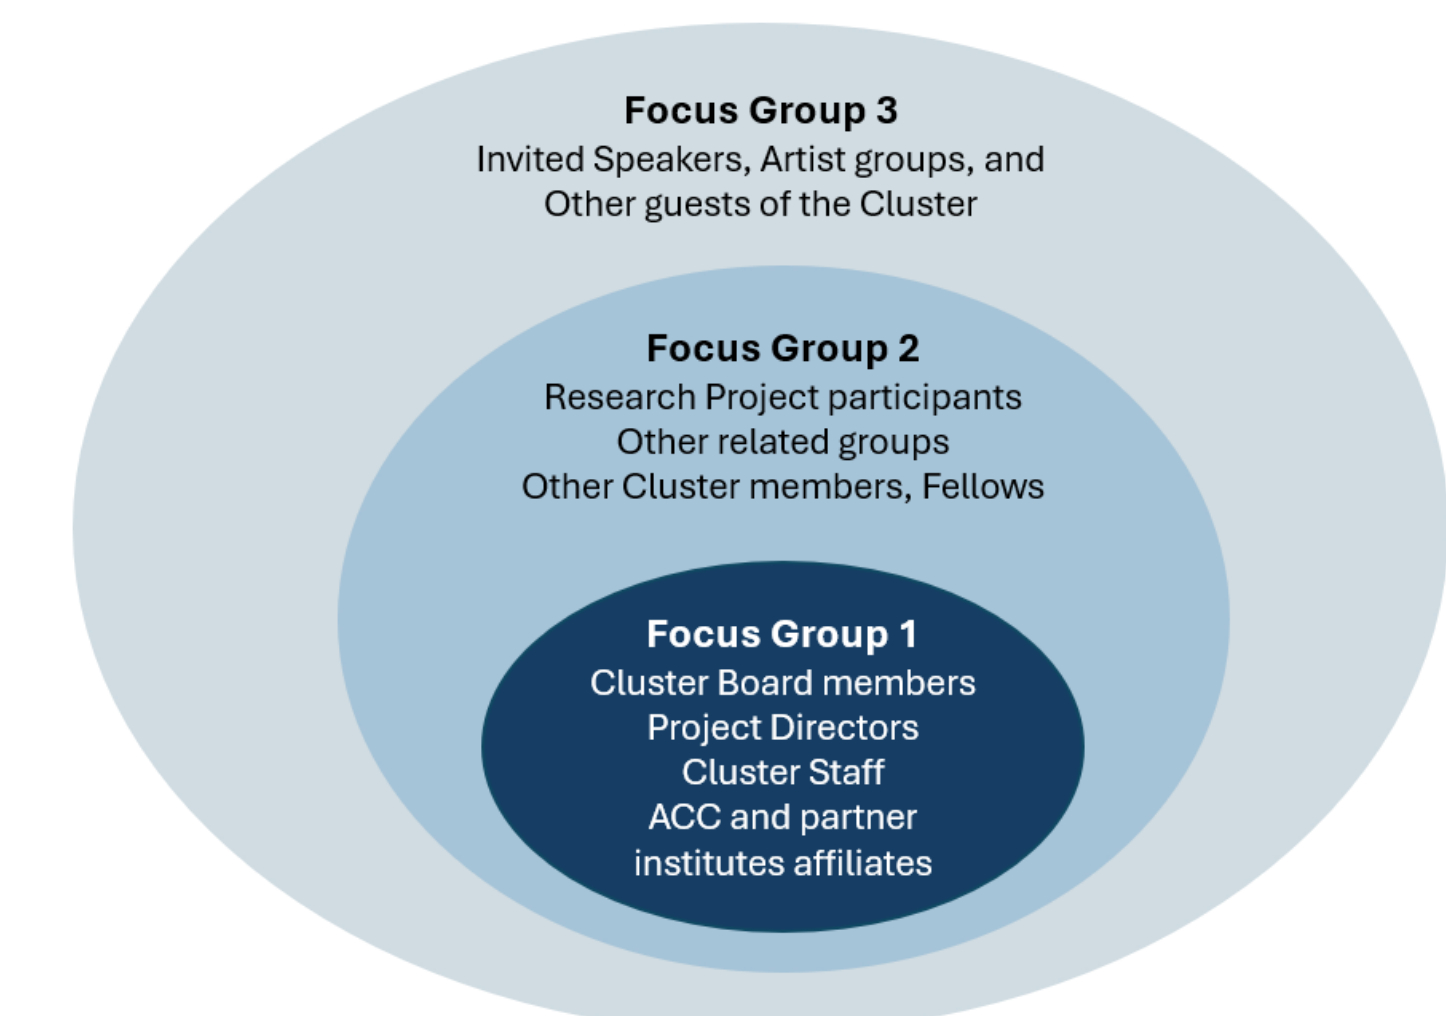 Focus Group 3
Invited Speakers, Artist groups, and
Other guests of the Cluster
Focus Group 2
Research Project participants
Other related groups
Other Cluster members, Fellows
Focus Group 1
Cluster Board members
Project Directors
Cluster Staff
ACC and partner
institutes affiliates